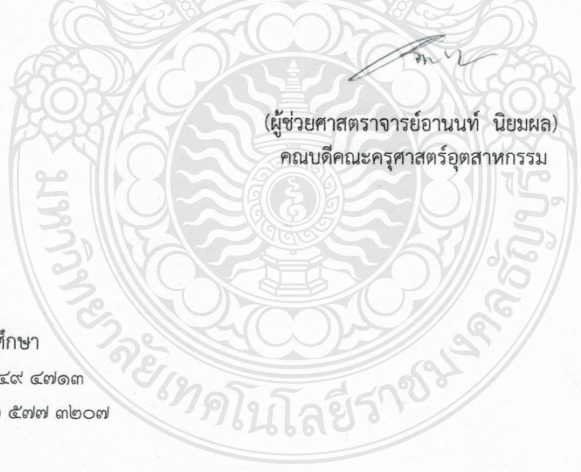 (ผู้ช่วยศาสตราจารย์อานนท์ นิยมผล)
คณบดีคณะครุศาสตร์อุตสาหกรรม
มหาวิทยาลัยเทคโนโลยีราชมงคลธัญบุรี
ศึกษา
๔๙ ๔๗๑๓
๕๗๗ ๓๒๐๗